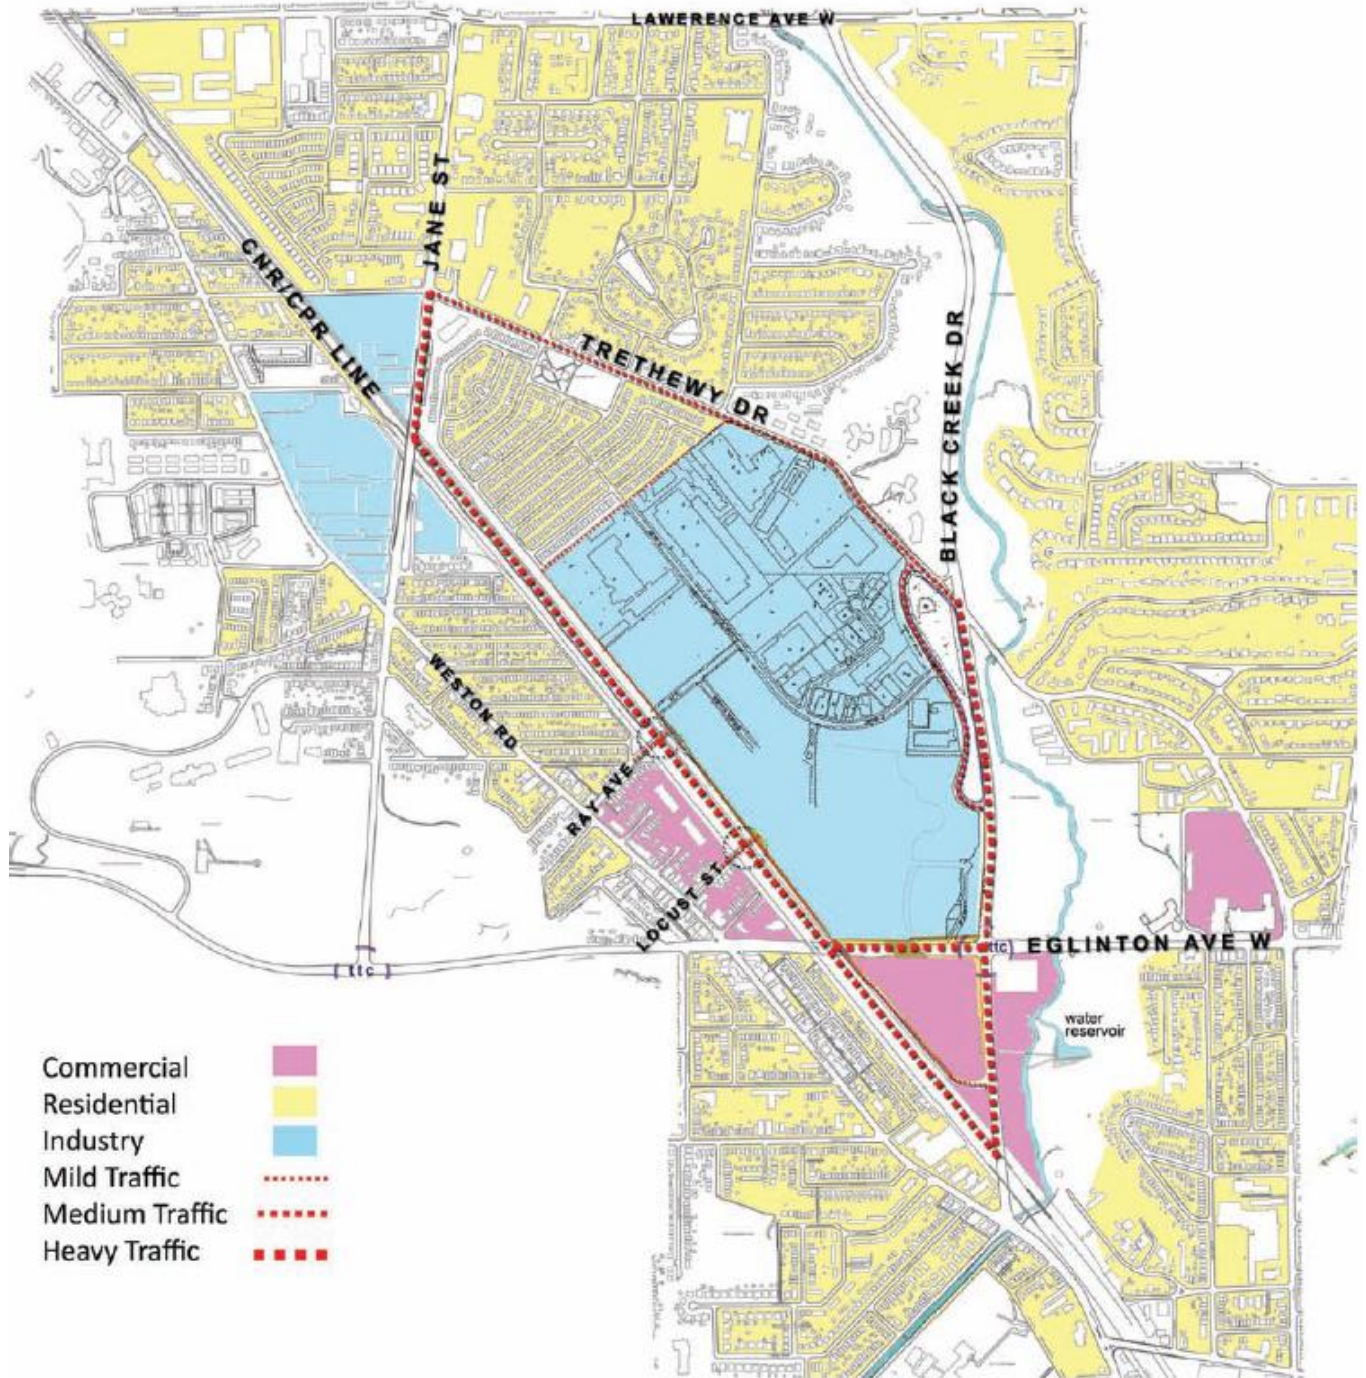 LAWERENCE AVE W
JANE ST
CNR/CPR LINE
TRETHEWY DR
BLACK CREEK DR
WESTON RD
RAY AVE
LOCUST ST.
EGLINTON AVE W
ttc
ttc
water
reservoir
Commercial
Residential
Industry
Mild Traffic
Medium Traffic
Heavy Traffic